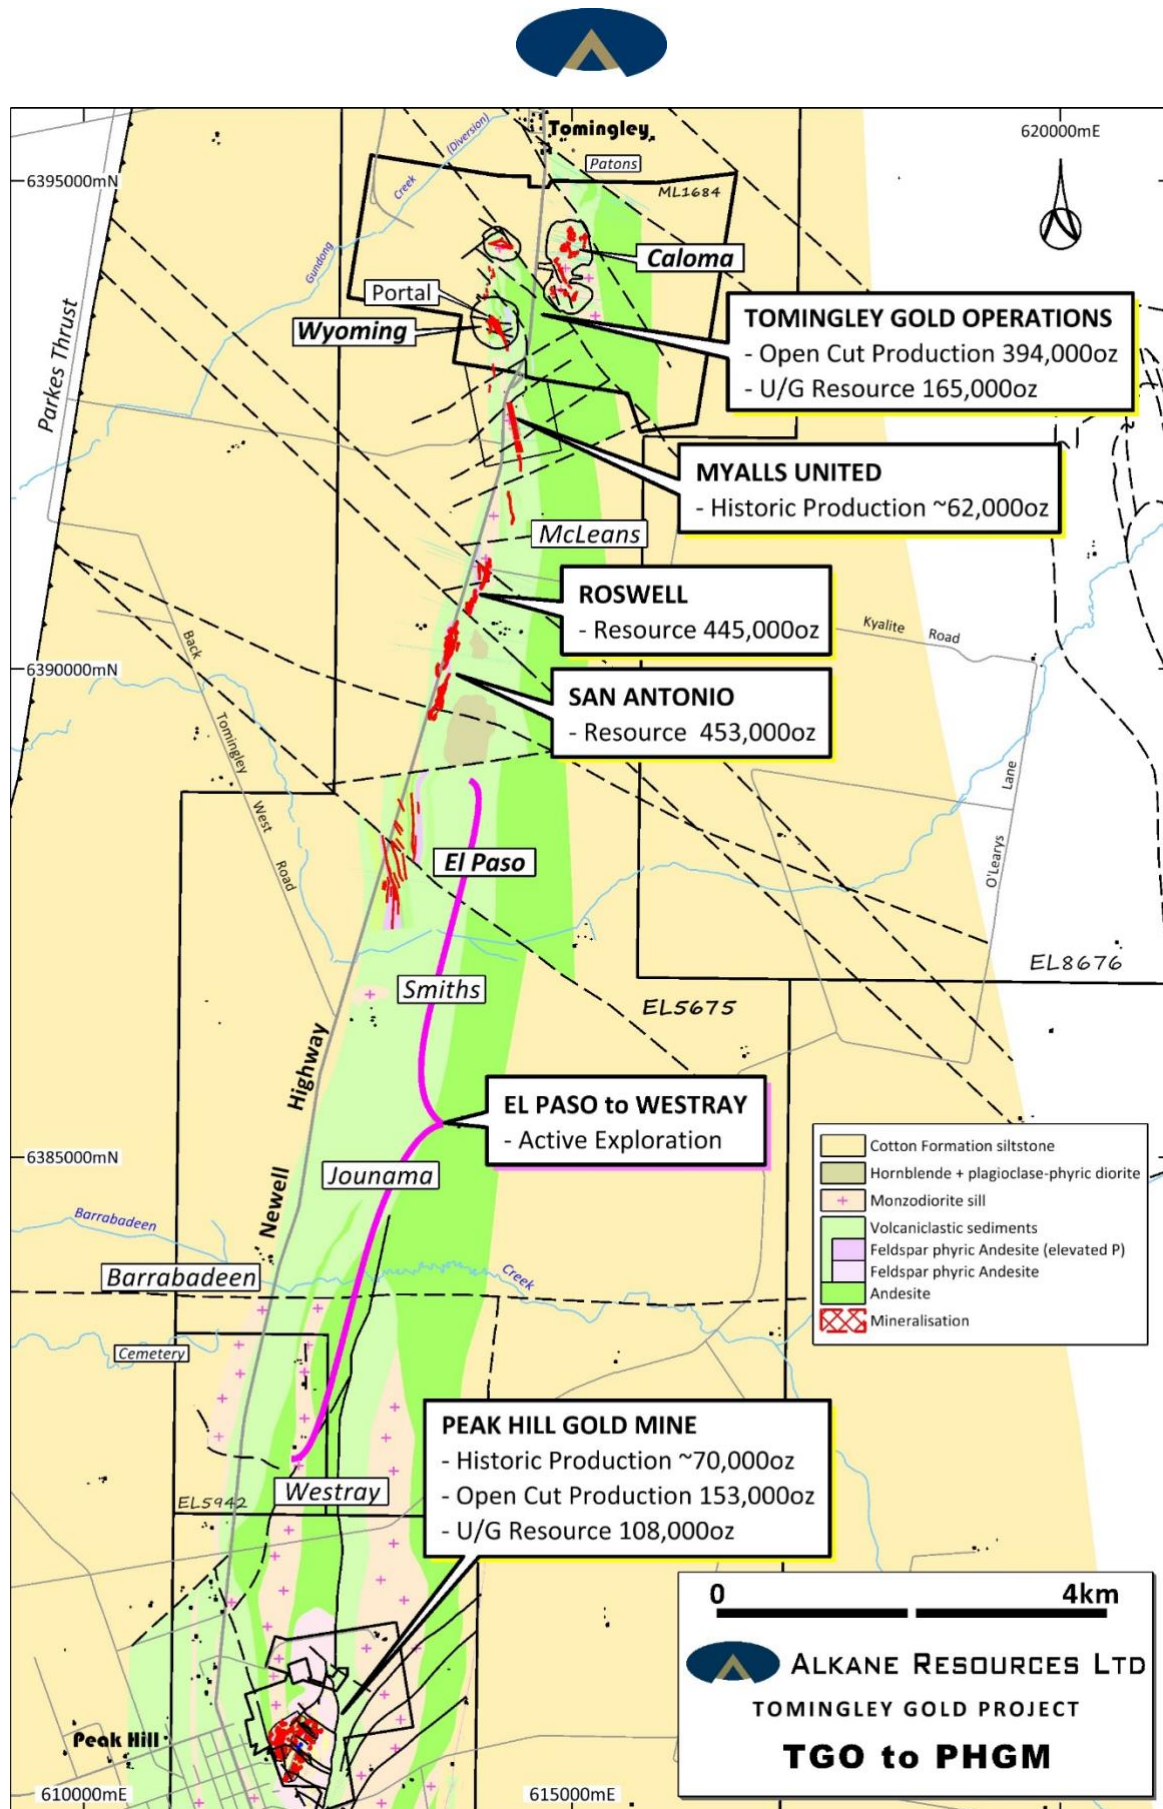 Tomingley
620000mE
(Diversion)
Creek
Gundong
Patons
6395000mN
ML1684
Caloma
Portal
Wyoming
Parkes Thrust
TOMINGLEY GOLD OPERATIONS
- Open Cut Production 394,000oz
- U/G Resource 165,000oz
MYALLS UNITED
- Historic Production ~62,000oz
McLeans
ROSWELL
- Resource 445,000oz
Kyalite Road
Back
Tomingley
West
Road
6390000mN
SAN ANTONIO
- Resource 453,000oz
O'Learys
Lane
El Paso
EL8676
Smiths
EL5675
Highway
Newell
EL PASO to WESTRAY
- Active Exploration
6385000mN
Jounama
Barrabadeen
Creek
Barrabadeen
Cemetery
Cotton Formation siltstone
Hornblende + plagioclase-phyric diorite
Monzodiorite sill
Volcaniclastic sediments
Feldspar phyric Andesite (elevated P)
Feldspar phyric Andesite
Andesite
Mineralisation
PEAK HILL GOLD MINE
- Historic Production ~70,000oz
- Open Cut Production 153,000oz
- U/G Resource 108,000oz
Westray
EL5942
0 4km
ALKANE RESOURCES LTD
TOMINGLEY GOLD PROJECT
TGO to PHGM
Peak Hill
610000mE
615000mE